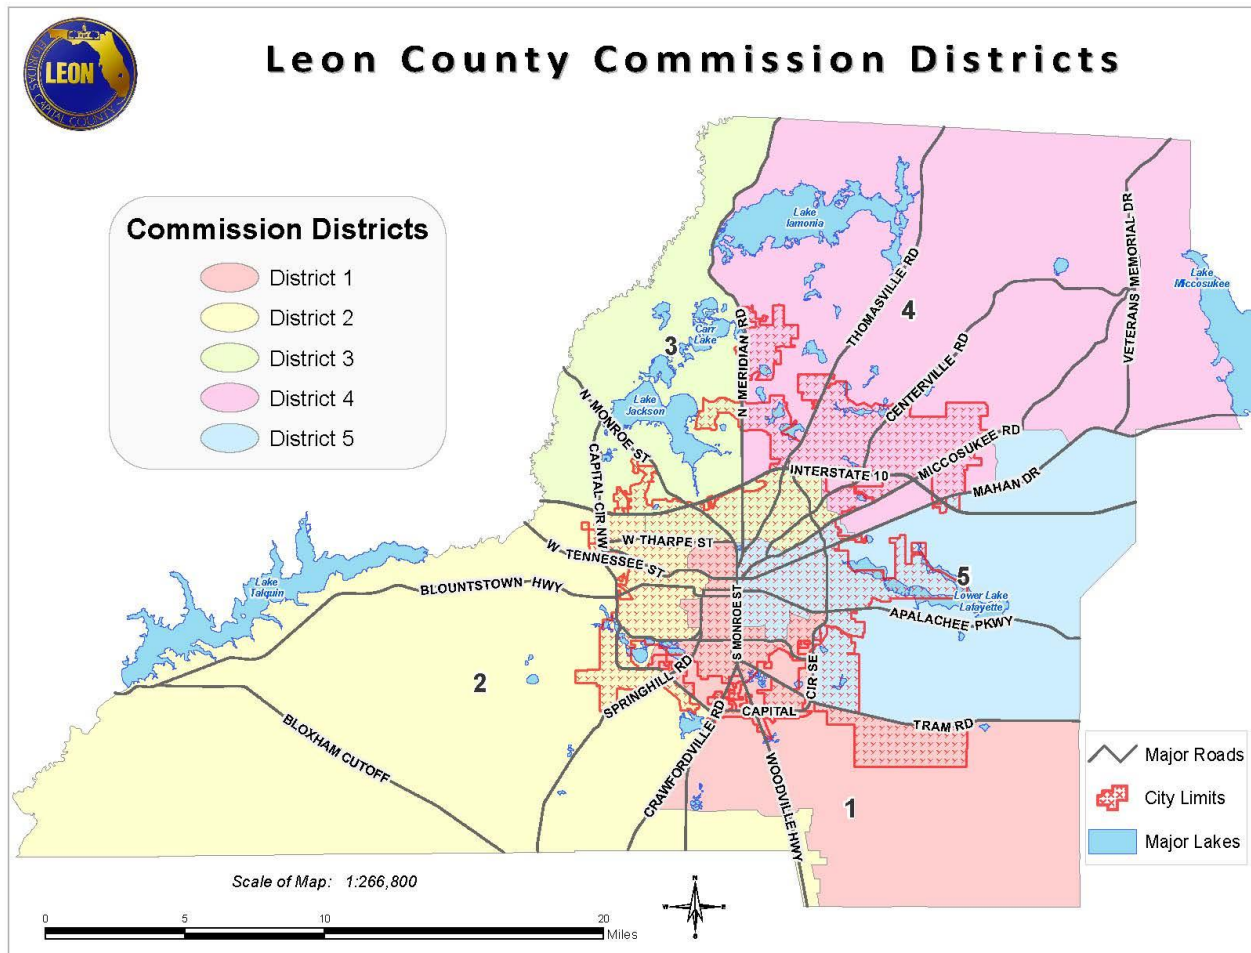 Leon County Commission Districts
LEON
FLORIDAS CAPITAL COUNTY
Commission Districts
District 1
District 2
District 3
District 4
District 5
Lake
Iamonia
Lake
Miccosukee
VETERANS MEMORIAL DR
THOMASVILLE RD
4
CENTERVILLE RD
N MERIDIAN RD
Carr
Lake
3
Lake
Jackson
N MONROE ST
CAPITAL CIR NW
MICCOSUKEE RD
INTERSTATE 10
MAHAN DR
W THARPE ST
W TENNESSEE ST
Lake
Talquin
BLOUNTSTOWN HWY
5
Lower Lake
Lafayette
APALACHEE PKWY
S MONROE ST
2
SPRINGHILL RD
CIR SE
CAPITAL
TRAM RD
BLOXHAM CUTOFF
CRAWFORDVILLE RD
WOODVILLE HWY
1
Major Roads
City Limits
Major Lakes
Scale of Map: 1:266,800
0 5 10 20
Miles
N
W E
S